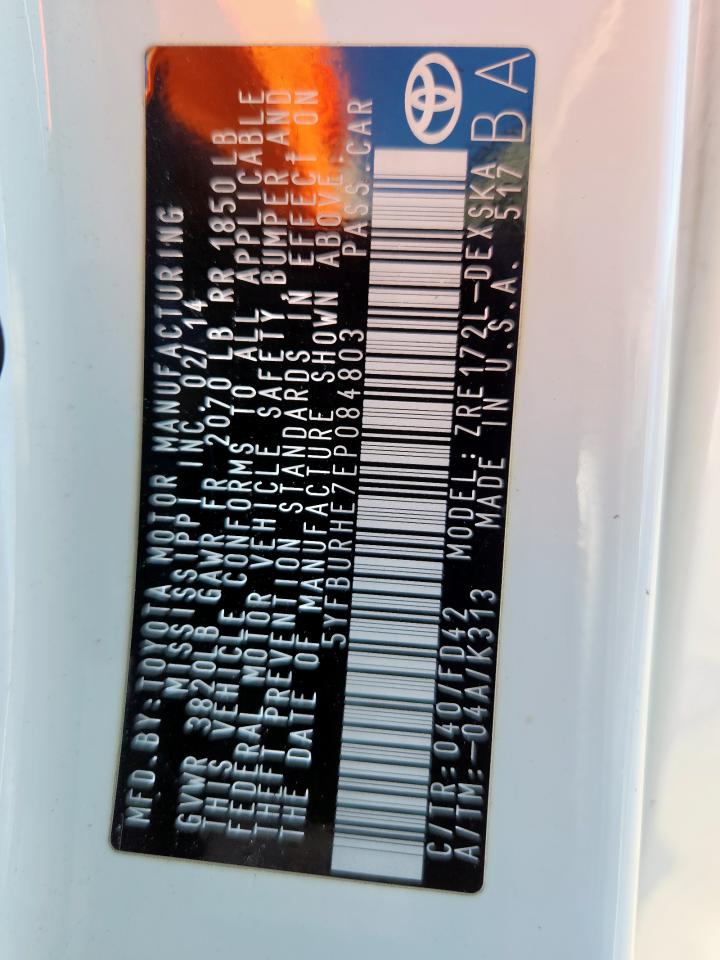 MFD.BY:TOYOTA MOTOR MANUFACTURING
MISSISSIPPI INC. 02/14
GVWR 3820LB GAWR FR 2070 LB RR 1850 LB
THIS VEHICLE CONFORMS TO ALL APPLICABLE
FEDERAL MOTOR VEHICLE SAFETY, BUMPER AND
THEFT PREVENTION STANDARDS IN EFFECT ON
THE DATE OF MANUFACTURE SHOWN ABOVE.
5YFBURHE7EP084803 PASS.CAR
C/TR:040/FD42 MODEL:ZRE172L-DEXSKA
A/TM:-04A/K313 MADE IN U.S.A. 517 BA